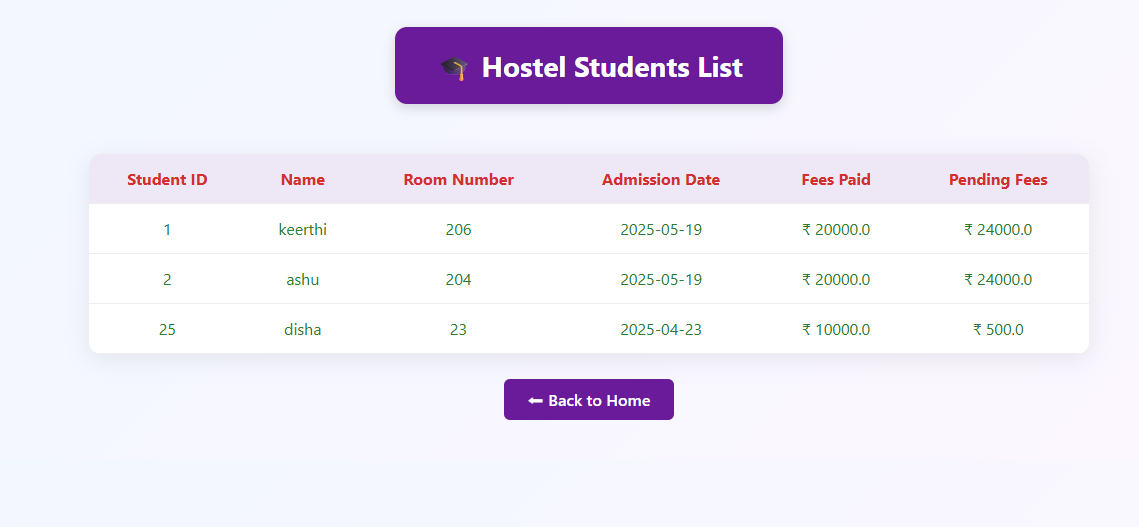 🎓 Hostel Students List
Student ID Name Room Number Admission Date Fees Paid Pending Fees
1 keerthi 206 2025-05-19 ₹ 20000.0 ₹ 24000.0
2 ashu 204 2025-05-19 ₹ 20000.0 ₹ 24000.0
25 disha 23 2025-04-23 ₹ 10000.0 ₹ 500.0
⬅ Back to Home